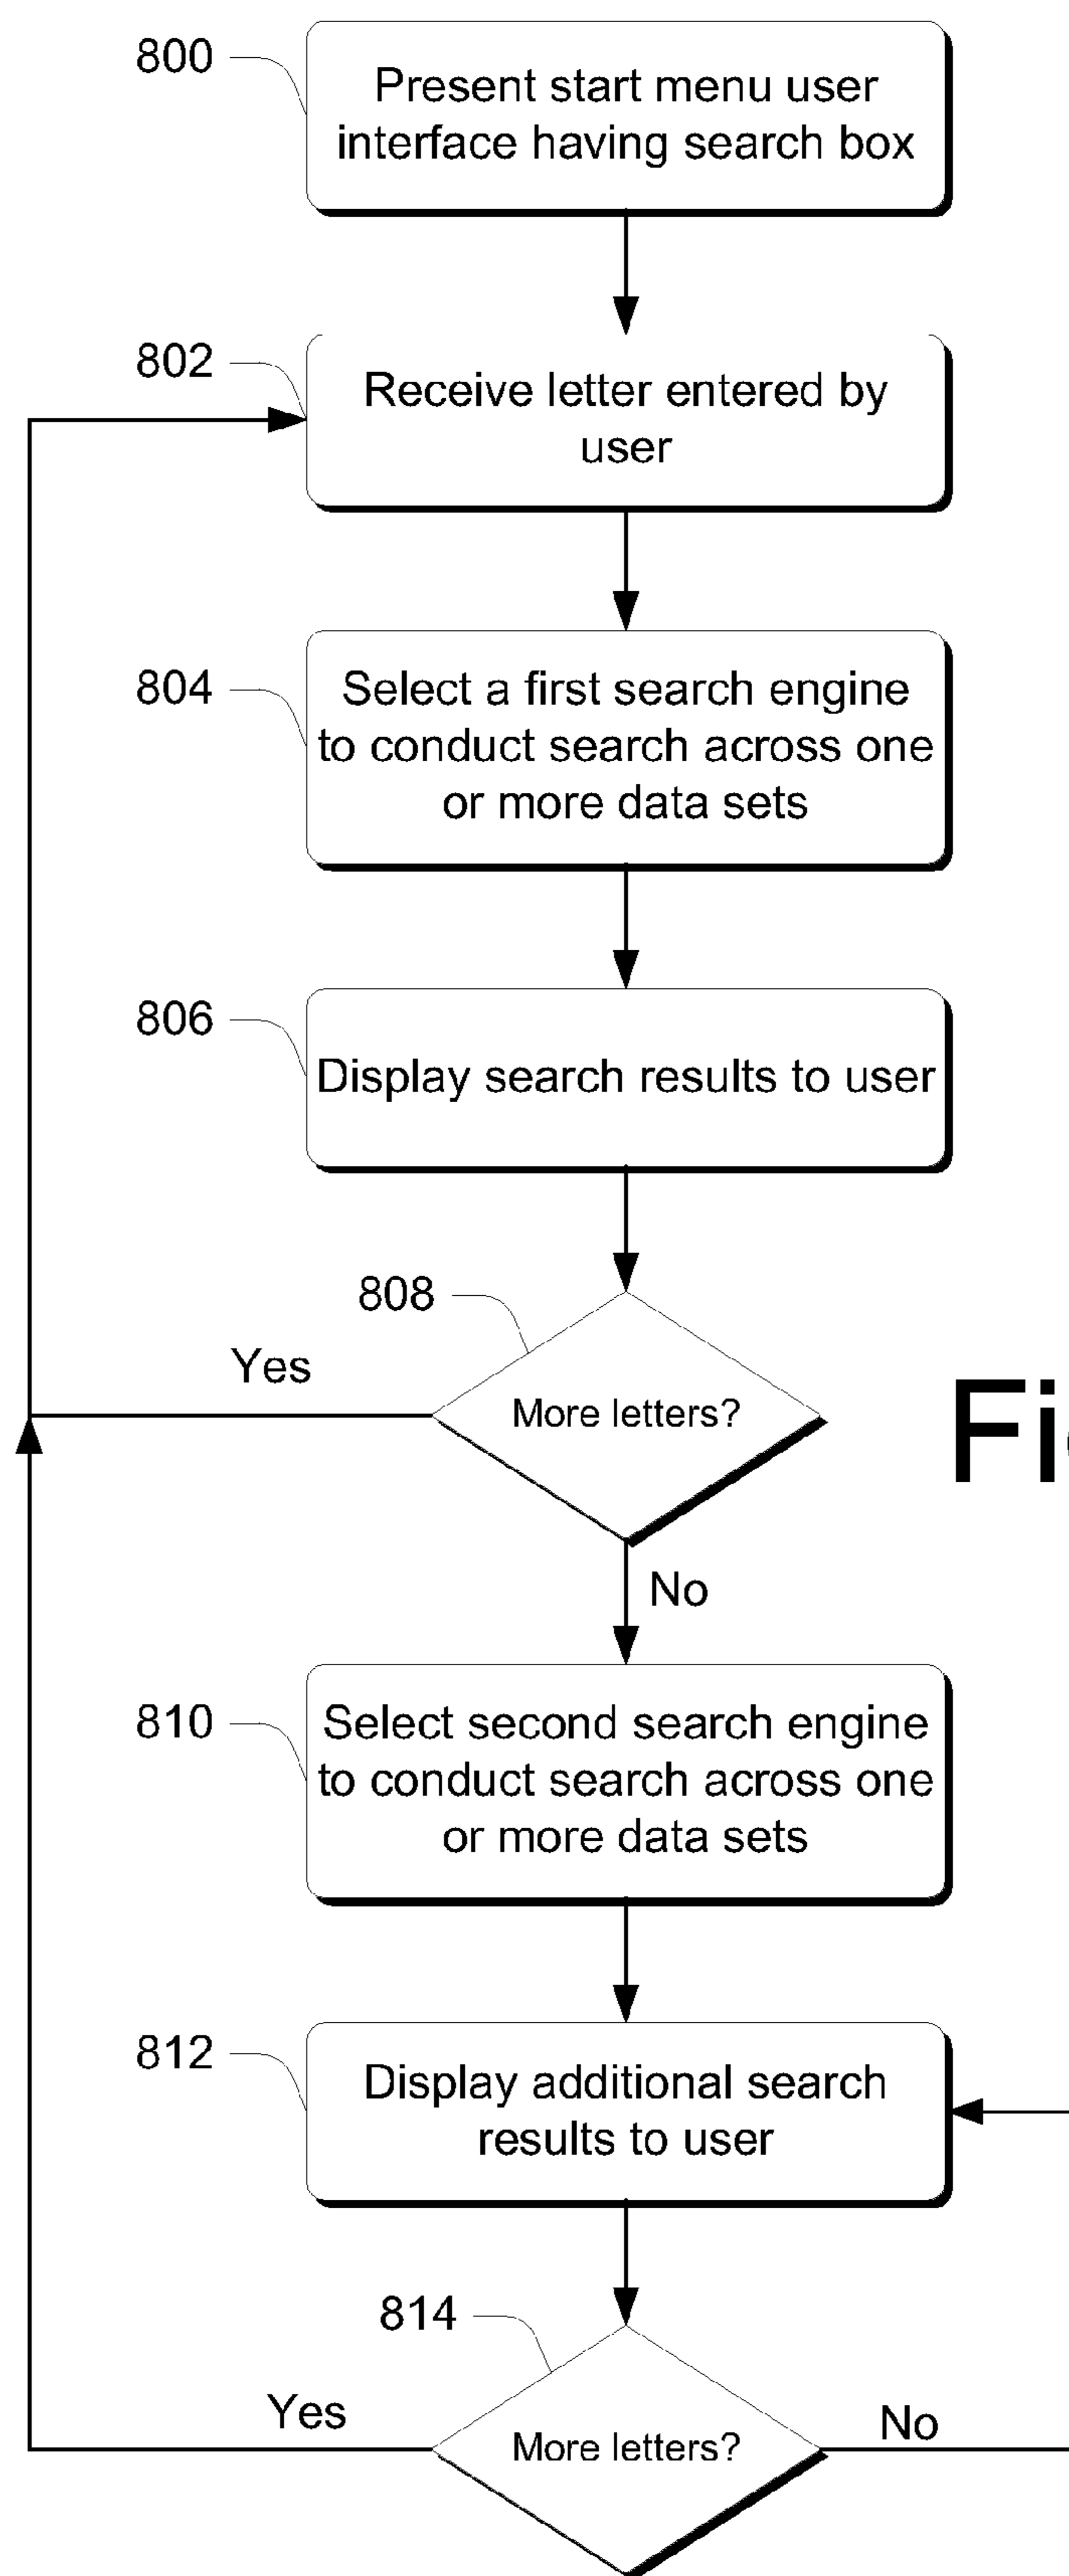 800
Present start menu user
interface having search box
802
Receive letter entered by
user
804
Select a first search engine
to conduct search across one
or more data sets
806
Display search results to user
808
Yes
More letters?
No
810
Select second search engine
to conduct search across one
or more data sets
812
Display additional search
results to user
814
Yes
More letters?
No